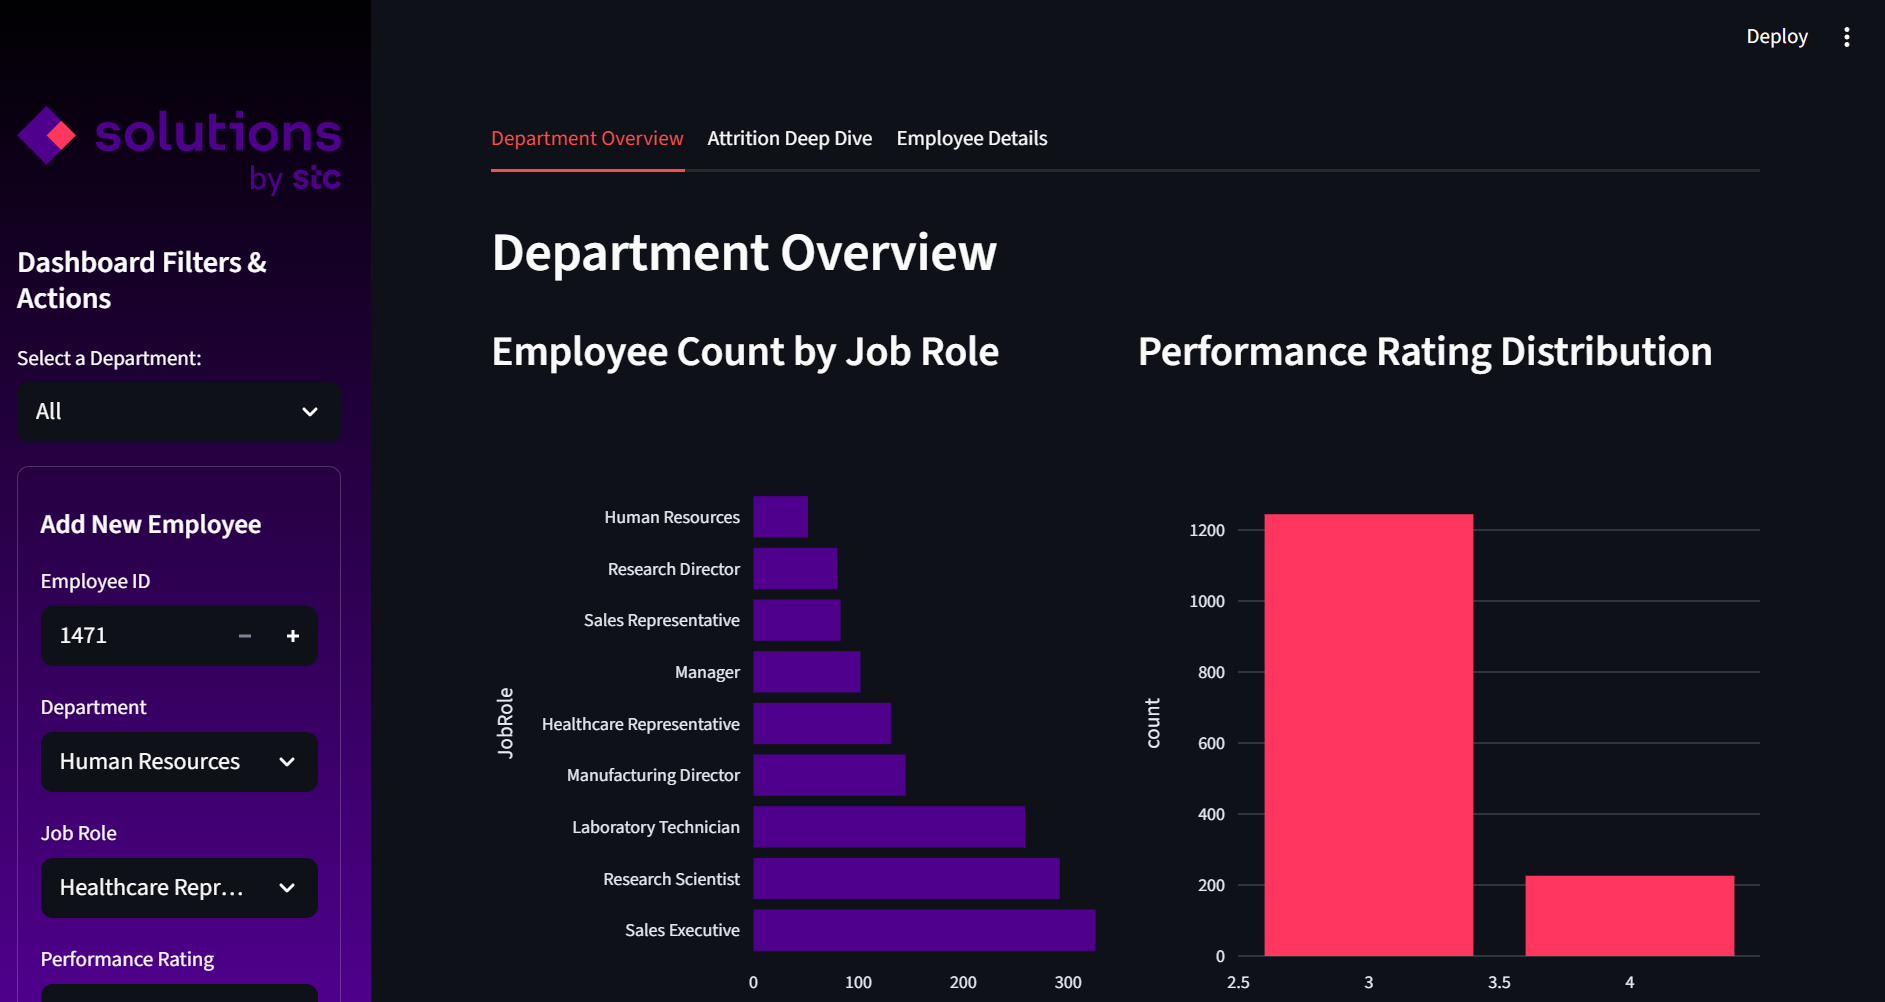 Deploy
solutions
by stc
Dashboard Filters &
Actions
Select a Department:
All
Add New Employee
Employee ID
1471
Department
Human Resources
Job Role
Healthcare Repr...
Performance Rating
Department Overview
Attrition Deep Dive
Employee Details
Department Overview
Employee Count by Job Role
JobRole
Human Resources
Research Director
Sales Representative
Manager
Healthcare Representative
Manufacturing Director
Laboratory Technician
Research Scientist
Sales Executive
0 100 200 300
Performance Rating Distribution
count
1200
1000
800
600
400
200
0
2.5 3 3.5 4